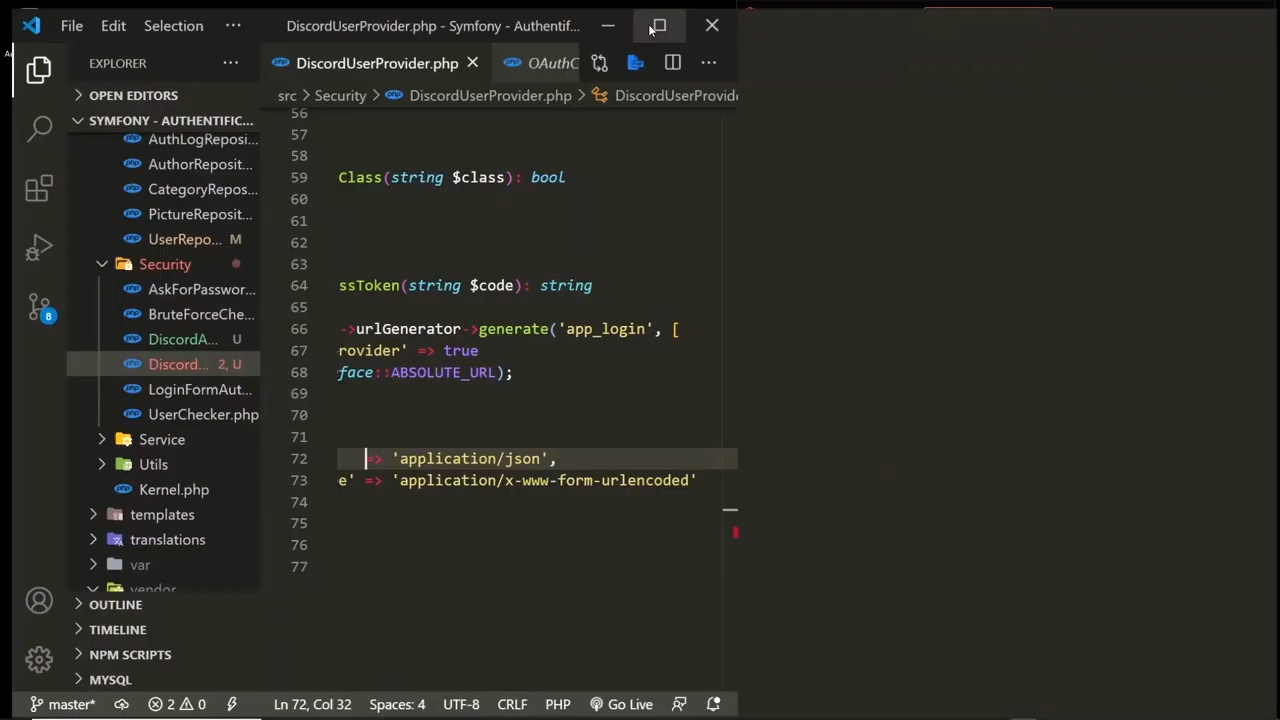 File Edit Selection ··· DiscordUserProvider.php - Symfony - Authentif...
EXPLORER ···
DiscordUserProvider.php
OAuthC
···
OPEN EDITORS
src > Security > DiscordUserProvider.php > DiscordUserProvide
SYMFONY - AUTHENTIFIC...
AuthLogReposi...
AuthorReposit...
CategoryRepos...
PictureReposit...
UserRepo... M
Security
AskForPasswor...
BruteForceChe...
DiscordA... U
Discord... 2, U
LoginFormAut...
UserChecker.php
Service
Utils
Kernel.php
templates
translations
var
vendor
OUTLINE
TIMELINE
NPM SCRIPTS
MYSQL
8
56
57
58
59 Class(string $class): bool
60
61
62
63
64 ssToken(string $code): string
65
66 ->urlGenerator->generate('app_login', [
67 rovider' => true
68 face::ABSOLUTE_URL);
69
70
71
72 => 'application/json',
73 e' => 'application/x-www-form-urlencoded'
74
75
76
77
master* 2 0 Ln 72, Col 32 Spaces: 4 UTF-8 CRLF PHP Go Live